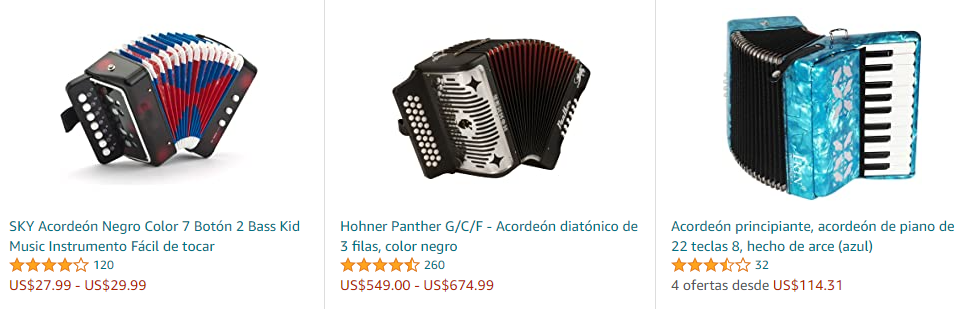 SKY Acordeón Negro Color 7 Botón 2 Bass Kid
Music Instrumento Fácil de tocar
120
US$27.99 - US$29.99
Hohner Panther G/C/F - Acordeón diatónico de
3 filas, color negro
260
US$549.00 - US$674.99
Acordeón principiante, acordeón de piano de
22 teclas 8, hecho de arce (azul)
32
4 ofertas desde US$114.31